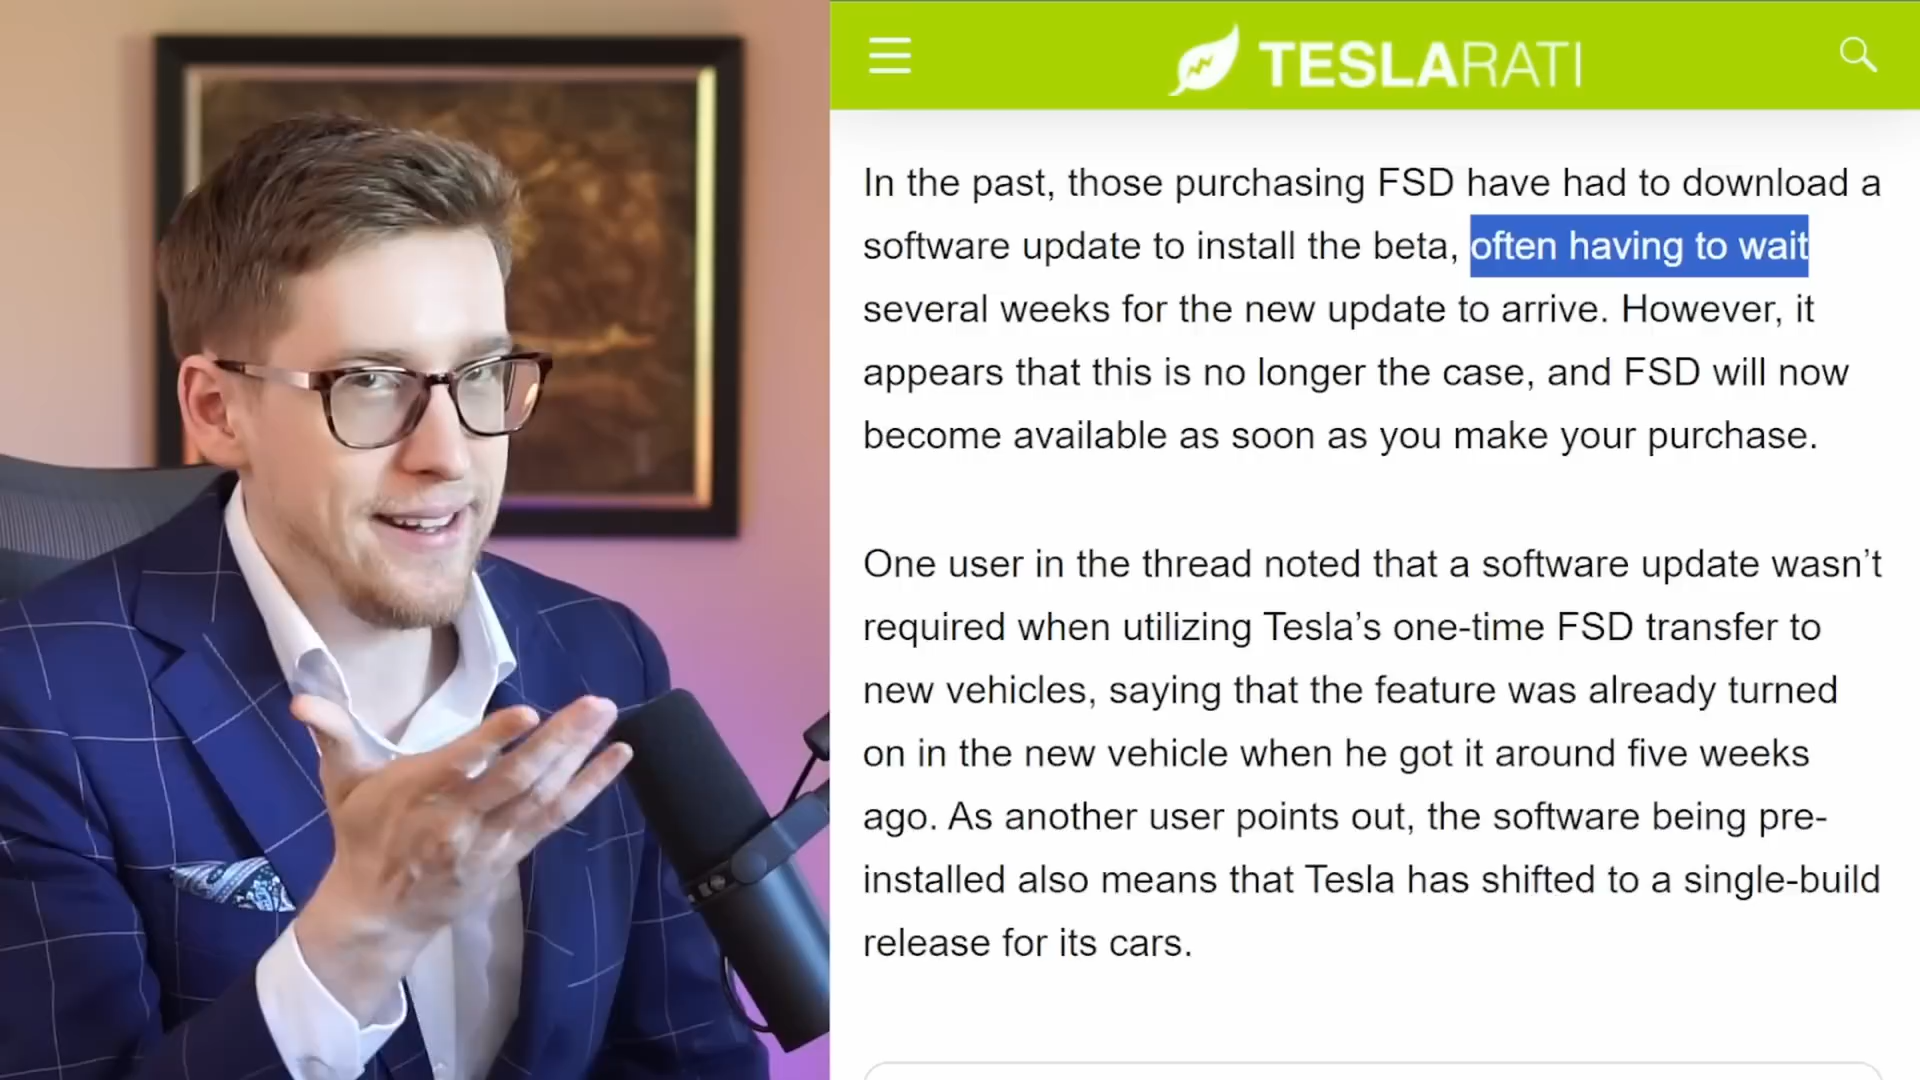 TESLARATI
In the past, those purchasing FSD have had to download a
software update to install the beta, often having to wait
several weeks for the new update to arrive. However, it
appears that this is no longer the case, and FSD will now
become available as soon as you make your purchase.
One user in the thread noted that a software update wasn’t
required when utilizing Tesla’s one-time FSD transfer to
new vehicles, saying that the feature was already turned
on in the new vehicle when he got it around five weeks
ago. As another user points out, the software being pre-
installed also means that Tesla has shifted to a single-build
release for its cars.